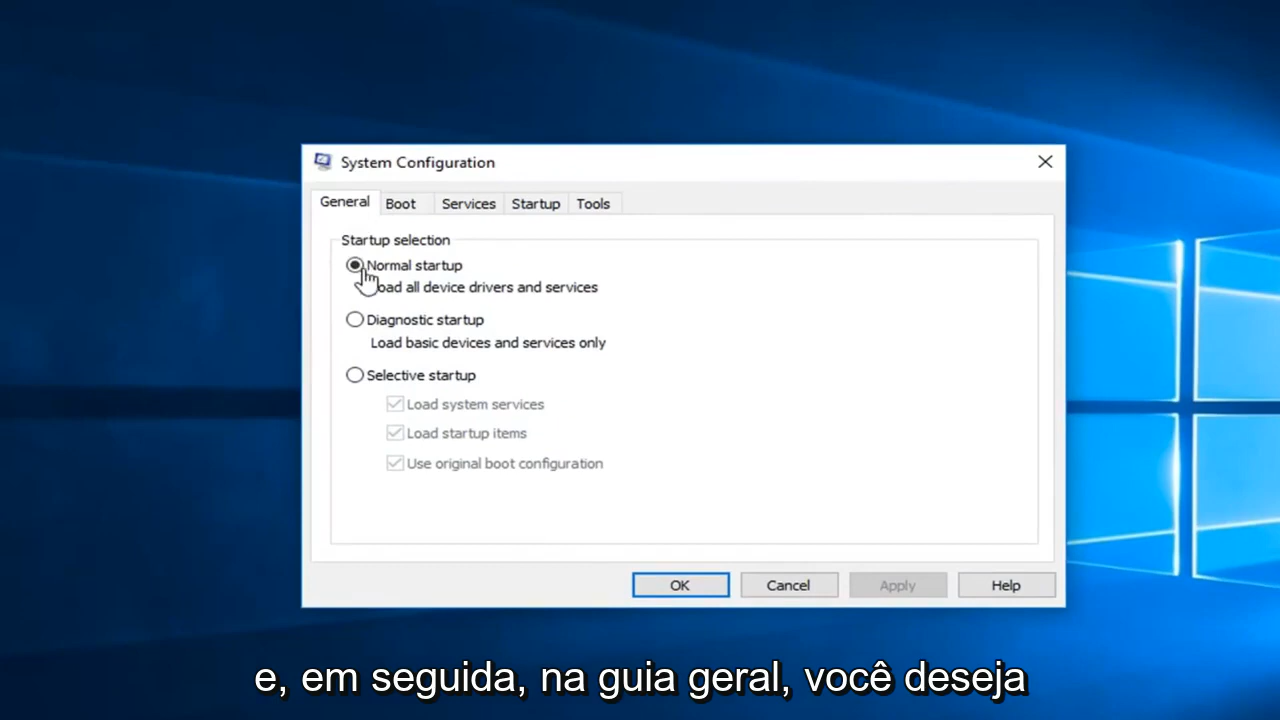 System Configuration
General Boot Services Startup Tools
Startup selection
Normal startup
oad all device drivers and services
Diagnostic startup
Load basic devices and services only
Selective startup
Load system services
Load startup items
Use original boot configuration
OK Cancel Apply Help
e, em seguida, na guia geral, você deseja